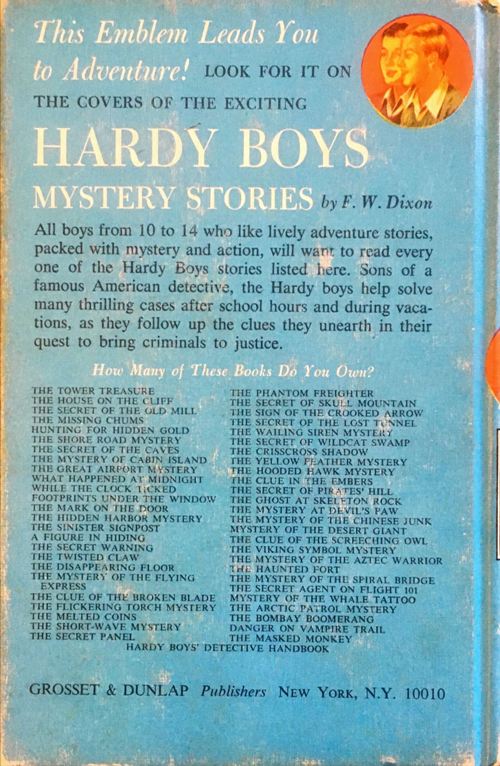 This Emblem Leads You
to Adventure! LOOK FOR IT ON
THE COVERS OF THE EXCITING
HARDY BOYS
MYSTERY STORIES by F. W. Dixon
All boys from 10 to 14 who like lively adventure stories,
packed with mystery and action, will want to read every
one of the Hardy Boys stories listed here. Sons of a
famous American detective, the Hardy boys help solve
many thrilling cases after school hours and during vaca-
tions, as they follow up the clues they unearth in their
quest to bring criminals to justice.
How Many of These Books Do You Own?
THE TOWER TREASURE
THE HOUSE ON THE CLIFF
THE SECRET OF THE OLD MILL
THE MISSING CHUMS
HUNTING FOR HIDDEN GOLD
THE SHORE ROAD MYSTERY
THE SECRET OF THE CAVES
THE MYSTERY OF CABIN ISLAND
THE GREAT AIRPORT MYSTERY
WHAT HAPPENED AT MIDNIGHT
WHILE THE CLOCK TICKED
FOOTPRINTS UNDER THE WINDOW
THE MARK ON THE DOOR
THE HIDDEN HARBOR MYSTERY
THE SINISTER SIGNPOST
A FIGURE IN HIDING
THE SECRET WARNING
THE TWISTED CLAW
THE DISAPPEARING FLOOR
THE MYSTERY OF THE FLYING
EXPRESS
THE CLUE OF THE BROKEN BLADE
THE FLICKERING TORCH MYSTERY
THE MELTED COINS
THE SHORT-WAVE MYSTERY
THE SECRET PANEL
THE PHANTOM FREIGHTER
THE SECRET OF SKULL MOUNTAIN
THE SIGN OF THE CROOKED ARROW
THE SECRET OF THE LOST TUNNEL
THE WAILING SIREN MYSTERY
THE SECRET OF WILDCAT SWAMP
THE CRISSCROSS SHADOW
THE YELLOW FEATHER MYSTERY
THE HOODED HAWK MYSTERY
THE CLUE IN THE EMBERS
THE SECRET OF PIRATES' HILL
THE GHOST AT SKELETON ROCK
THE MYSTERY AT DEVIL'S PAW
THE MYSTERY OF THE CHINESE JUNK
MYSTERY OF THE DESERT GIANT
THE CLUE OF THE SCREECHING OWL
THE VIKING SYMBOL MYSTERY
THE MYSTERY OF THE AZTEC WARRIOR
THE HAUNTED FORT
THE MYSTERY OF THE SPIRAL BRIDGE
THE SECRET AGENT ON FLIGHT 101
MYSTERY OF THE WHALE TATTOO
THE ARCTIC PATROL MYSTERY
THE BOMBAY BOOMERANG
DANGER ON VAMPIRE TRAIL
THE MASKED MONKEY
HARDY BOYS' DETECTIVE HANDBOOK
GROSSET & DUNLAP Publishers NEW YORK, N.Y. 10010